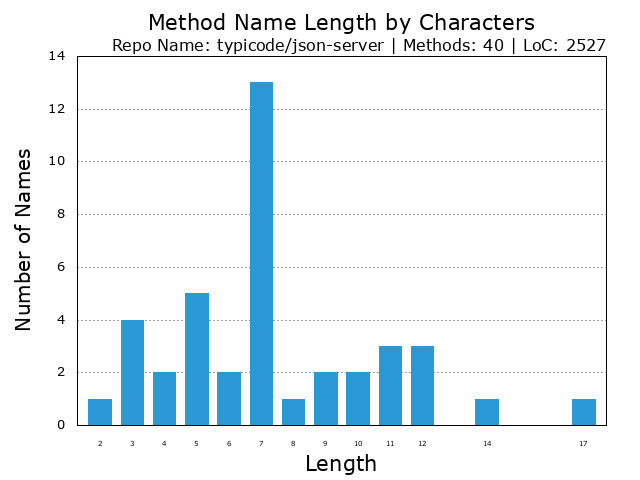 Method Name Length by Characters
Repo Name: typicode/json-server | Methods: 40 | LoC: 2527
14
12
10
8
6
4
2
0
Number of Names
2 3 4 5 6 7 8 9 10 11 12 14 17
Length